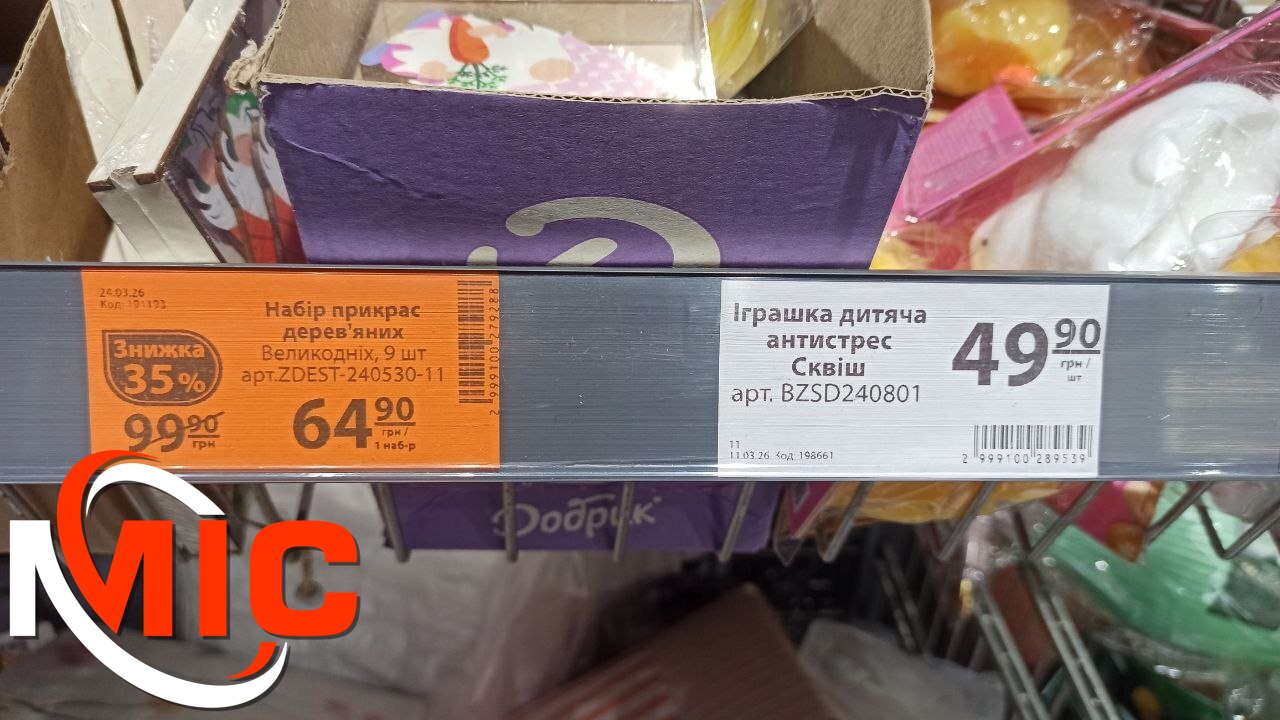 24.03.26
Код: 191193
Знижка
35%
99 90
грн
Набір прикрас
дерев'яних
Великодніх, 9 шт
арт.ZDEST-240530-11
64 90
грн /
1 наб-р
2 999100 279288
Іграшка дитяча
антистрес
Сквіш
арт. BZSD240801
49 90
грн /
шт
11
11.03.26 Код: 198661
2 999100 289539
Добрик
МІС